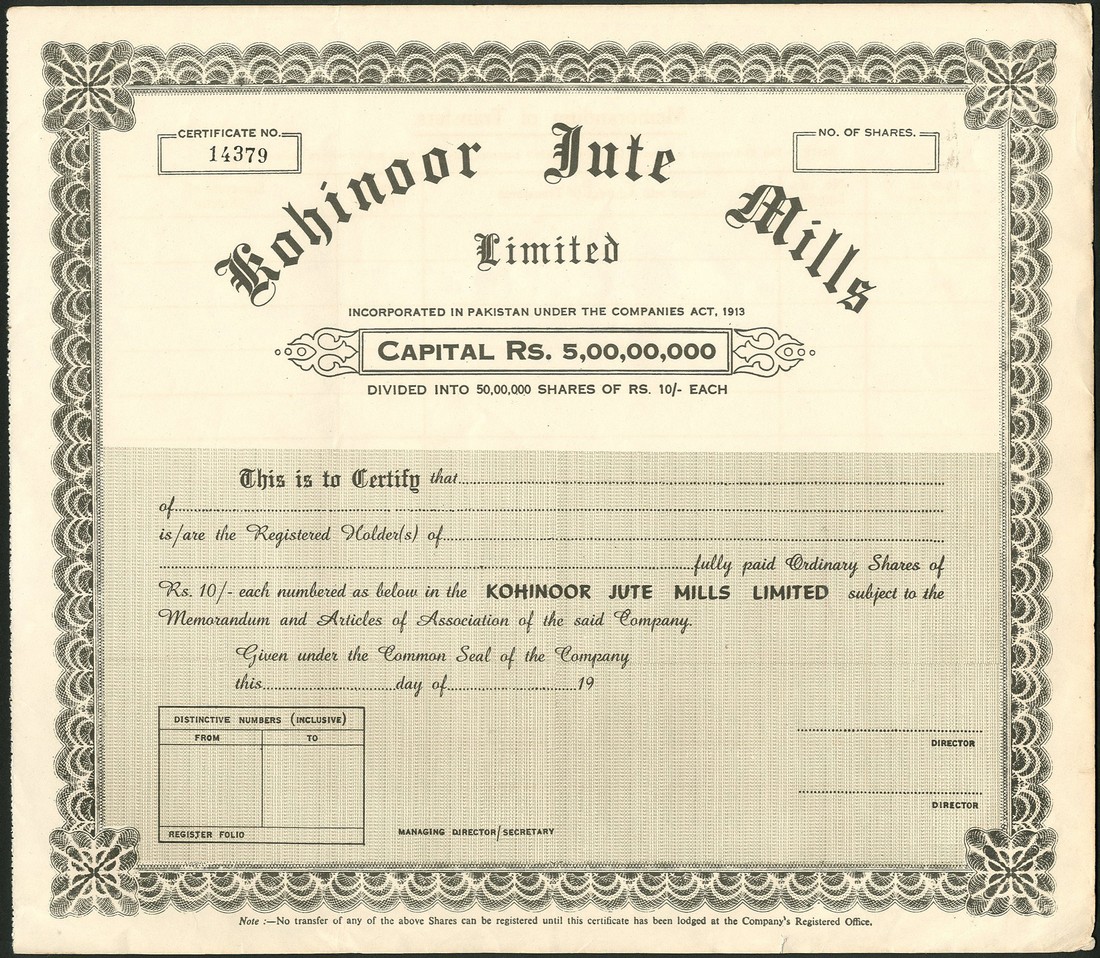 CERTIFICATE NO.
14379
NO. OF SHARES.
Kohinoor Jute Mills
Limited
INCORPORATED IN PAKISTAN UNDER THE COMPANIES ACT, 1913
CAPITAL RS. 5,00,00,000
DIVIDED INTO 50,00,000 SHARES OF RS. 10/- EACH
This is to Certify that
of
is/are the Registered Holder(s) of
fully paid Ordinary Shares of
Rs. 10/- each numbered as below in the KOHINOOR JUTE MILLS LIMITED subject to the
Memorandum and Articles of Association of the said Company.
Given under the Common Seal of the Company
this day of 19
DISTINCTIVE NUMBERS (INCLUSIVE)
FROM TO
DIRECTOR
DIRECTOR
REGISTER FOLIO
MANAGING DIRECTOR/SECRETARY
Note :—No transfer of any of the above Shares can be registered until this certificate has been lodged at the Company's Registered Office.